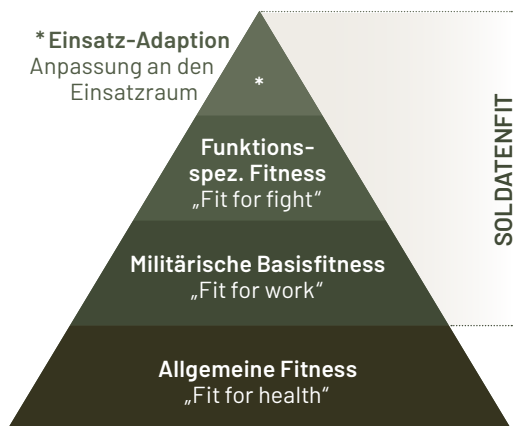 * Einsatz-Adaption
Anpassung an den
Einsatzraum
*
Funktions-
spez. Fitness
„Fit for fight“
Militärische Basisfitness
„Fit for work“
Allgemeine Fitness
„Fit for health“
SOLDATENFIT